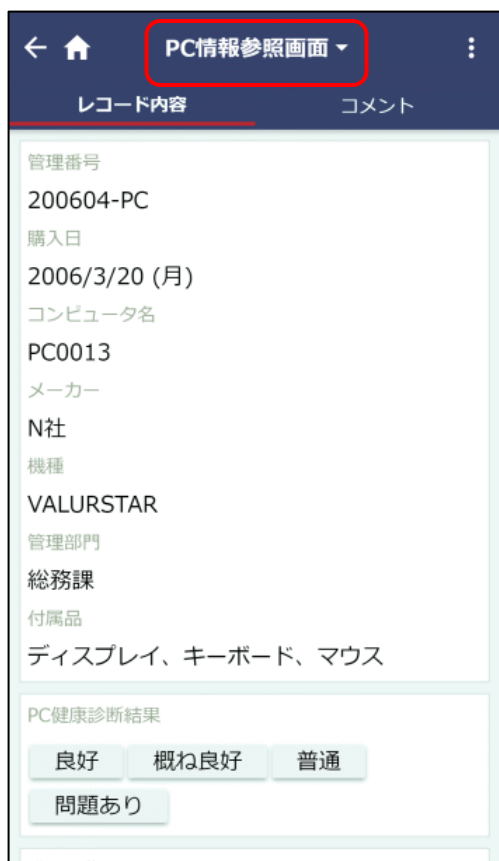 PC情報参照画面
レコード内容 コメント
管理番号
200604-PC
購入日
2006/3/20 (月)
コンピュータ名
PC0013
メーカー
N社
機種
VALURSTAR
管理部門
総務課
付属品
ディスプレイ、キーボード、マウス
PC健康診断結果
良好 概ね良好 普通
問題あり